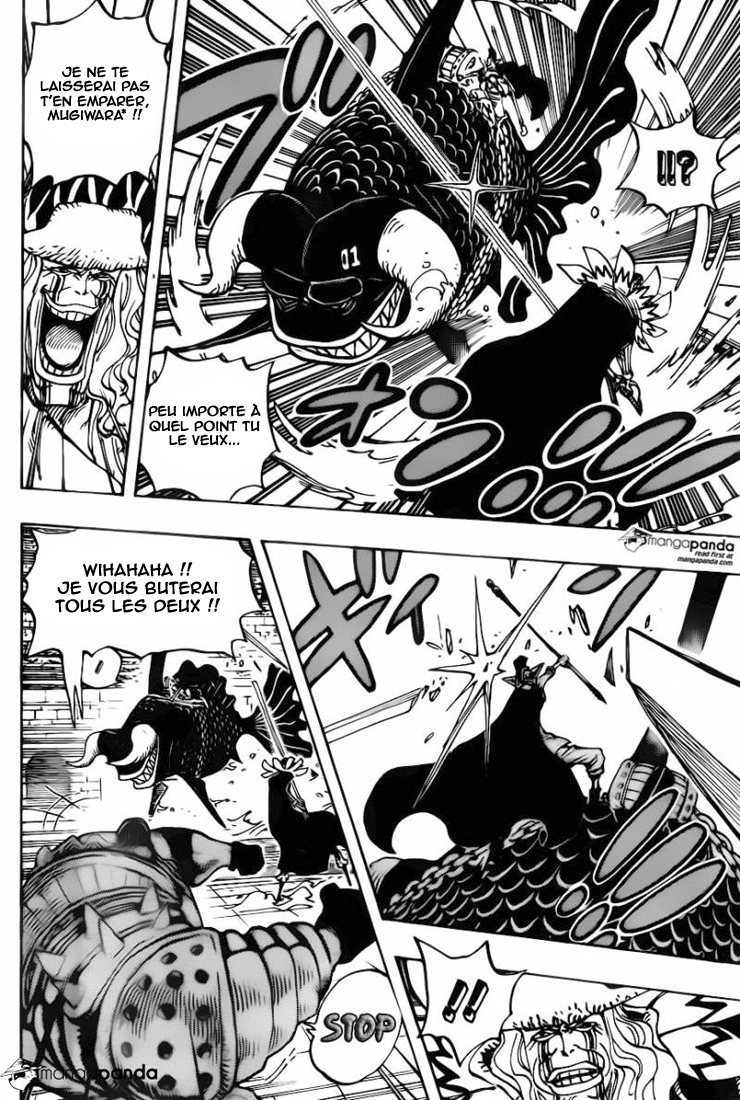 JE NE TE
LAISSERAI PAS
T'EN EMPARER,
MUGIWARA* !!
!!?
01
ズ
PEU IMPORTE À
QUEL POINT TU
LE VEUX...
mangapanda
read first at
mangapanda.com
WIHAHAHA !!
JE VOUS BUTERAI
TOUS LES DEUX !!
STOP
!!
mangapanda